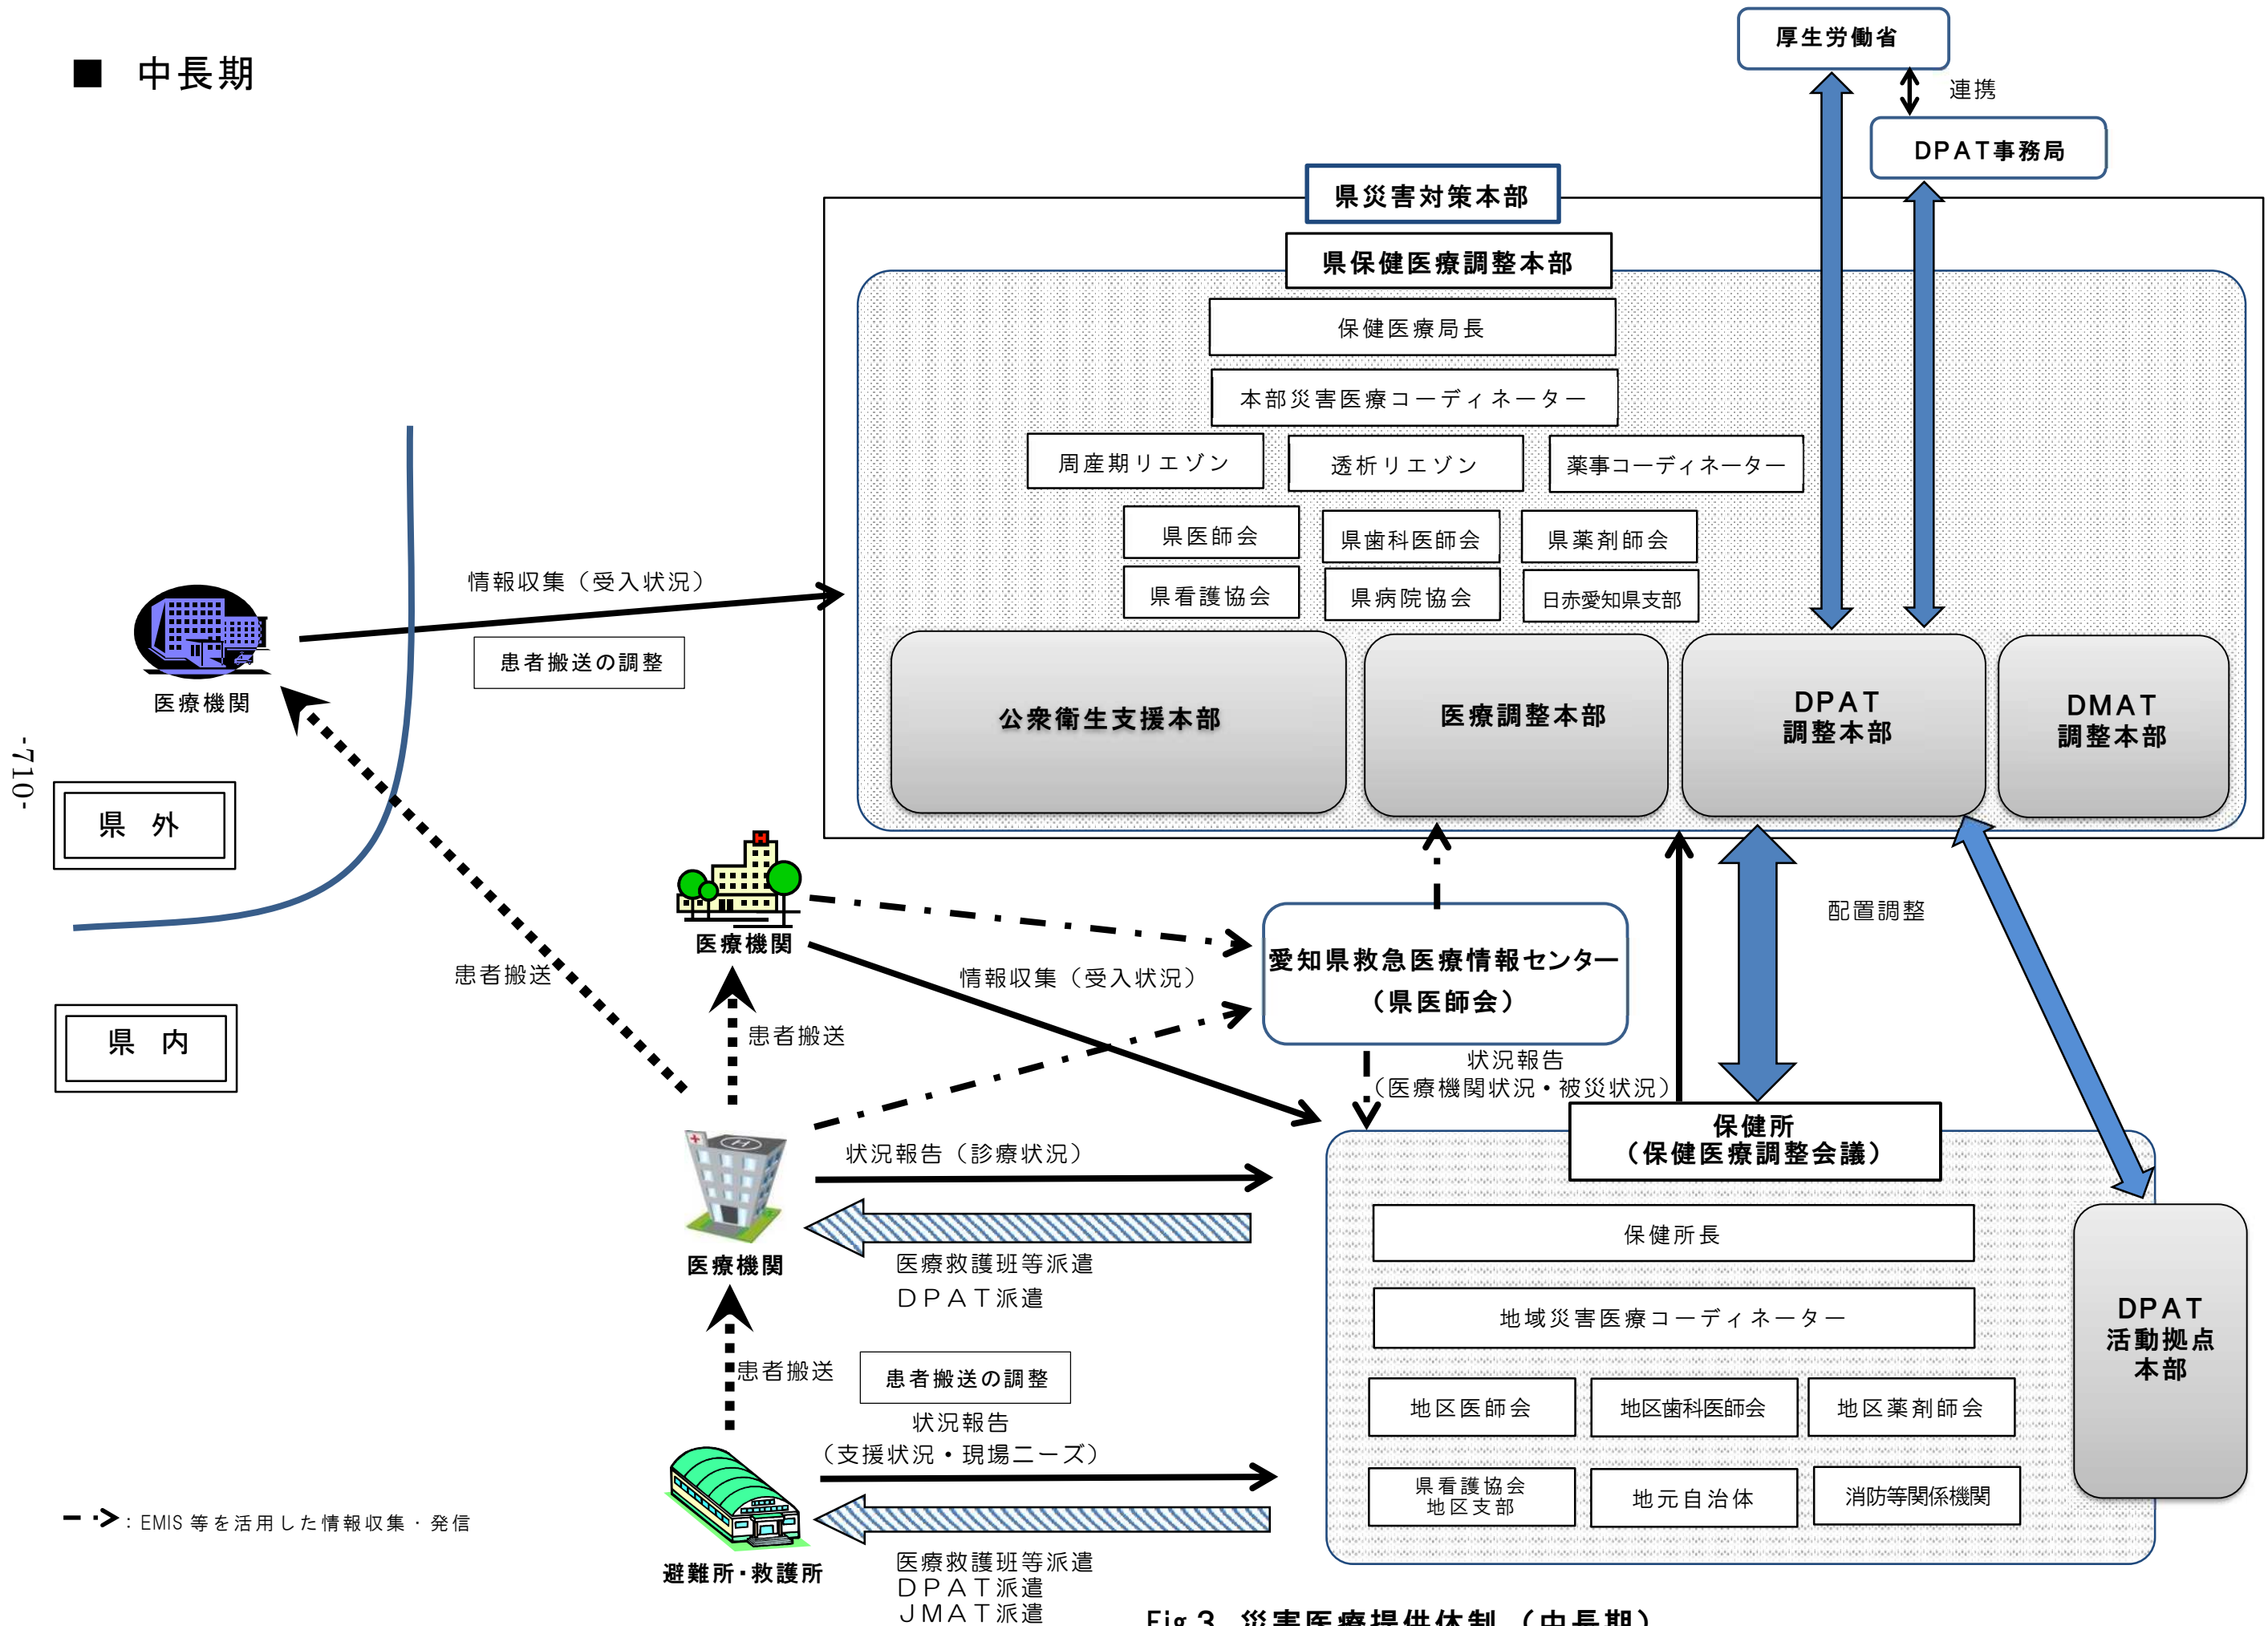 ■ 中長期
厚生労働省
連携
DPAT事務局
県災害対策本部
県保健医療調整本部
保健医療局長
本部災害医療コーディネーター
周産期リエゾン
透析リエゾン
薬事コーディネーター
県医師会
県歯科医師会
県薬剤師会
県看護協会
県病院協会
日赤愛知県支部
公衆衛生支援本部
医療調整本部
DPAT
調整本部
DMAT
調整本部
情報収集（受入状況）
患者搬送の調整
医療機関
-710-
県 外
県 内
患者搬送
医療機関
患者搬送
情報収集（受入状況）
愛知県救急医療情報センター
（県医師会）
配置調整
状況報告
（医療機関状況・被災状況）
保健所
（保健医療調整会議）
保健所長
地域災害医療コーディネーター
地区医師会
地区歯科医師会
地区薬剤師会
県看護協会
地区支部
地元自治体
消防等関係機関
DPAT
活動拠点
本部
状況報告（診療状況）
医療機関
医療救護班等派遣
ＤＰＡＴ派遣
患者搬送
患者搬送の調整
状況報告
（支援状況・現場ニーズ）
避難所・救護所
医療救護班等派遣
ＤＰＡＴ派遣
ＪＭＡＴ派遣
：EMIS 等を活用した情報収集・発信
Fig.3 災害医療提供体制（中長期）